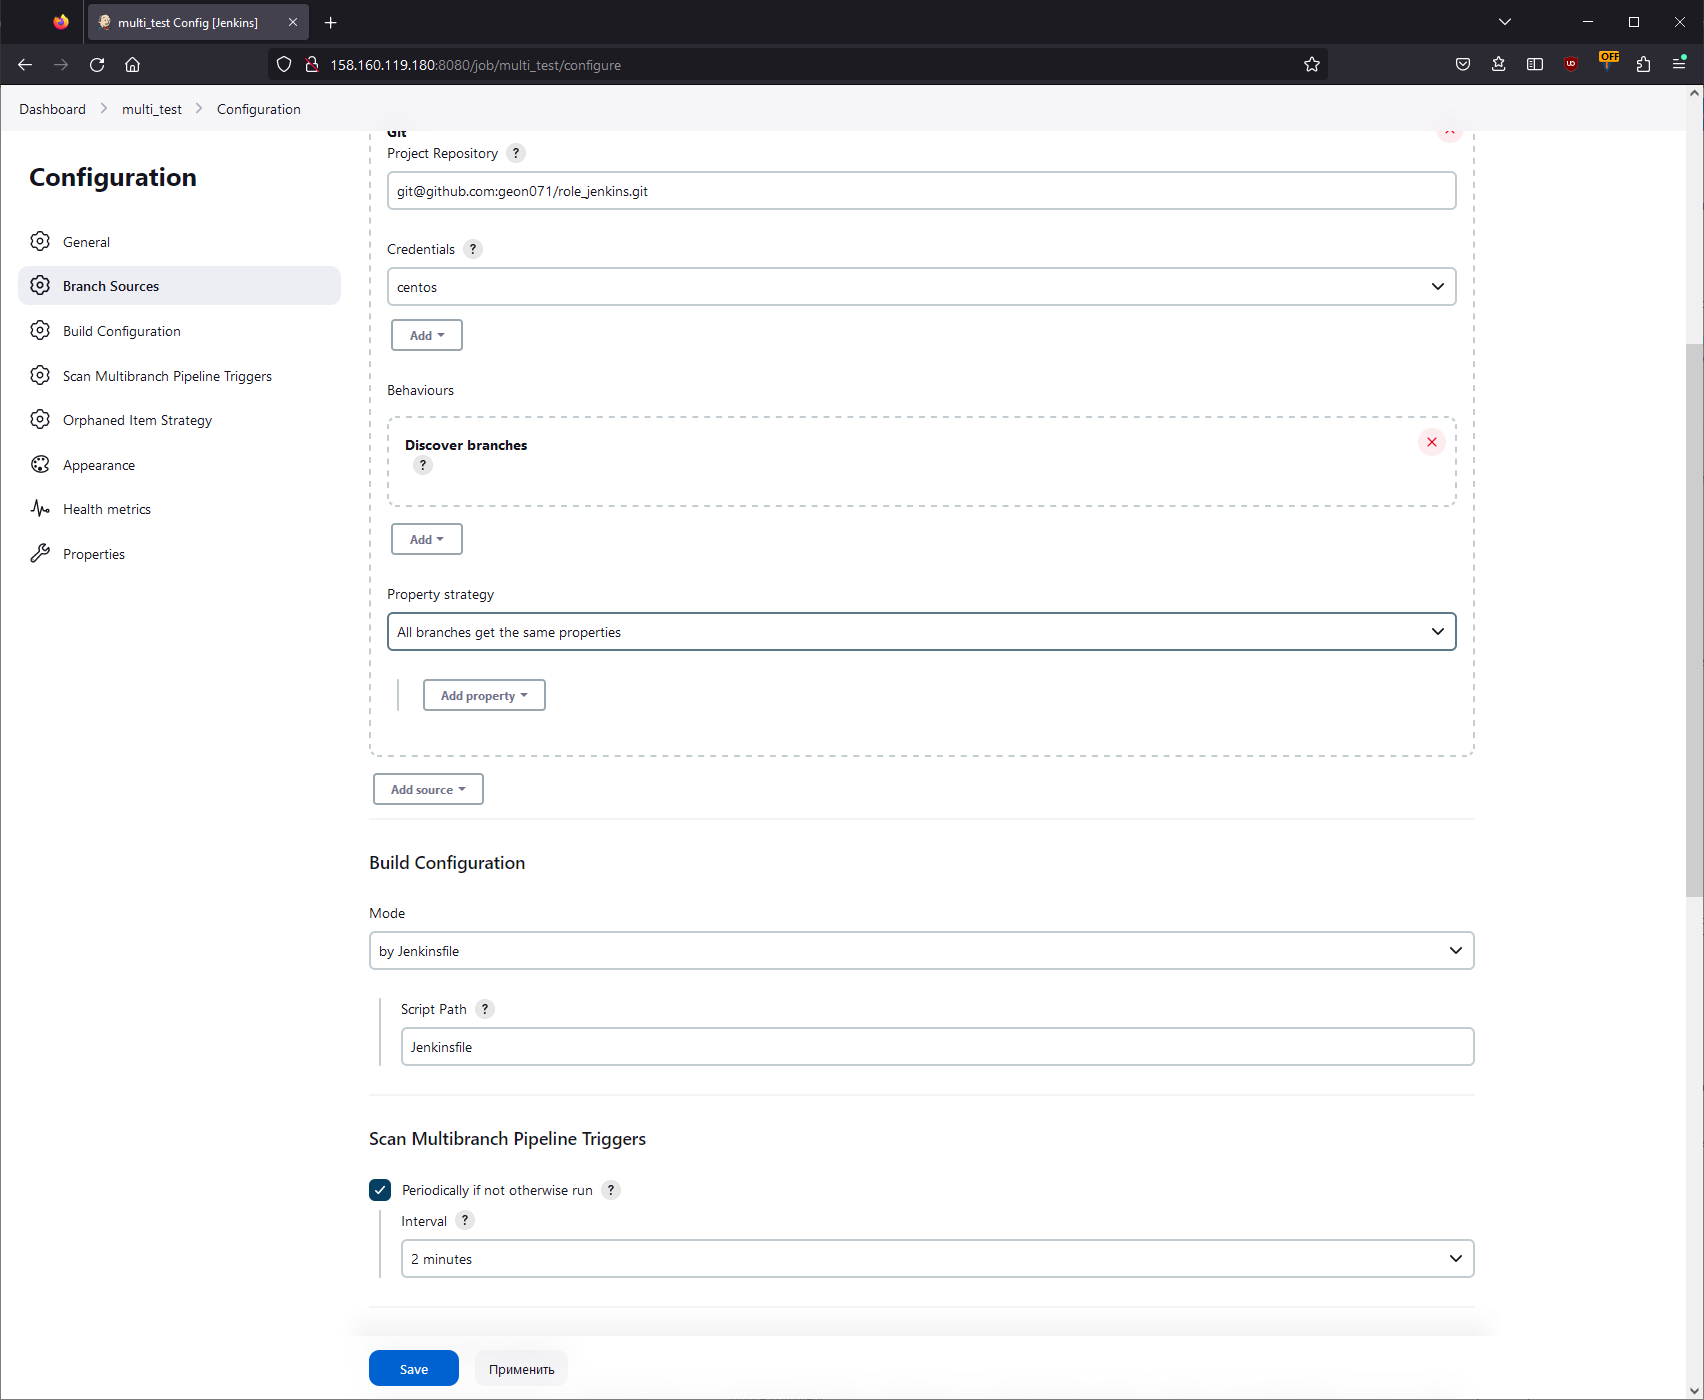 multi_test Config [Jenkins]
158.160.119.180:8080/job/multi_test/configure
OFF
Dashboard
multi_test
Configuration
Configuration
General
Branch Sources
Build Configuration
Scan Multibranch Pipeline Triggers
Orphaned Item Strategy
Appearance
Health metrics
Properties
Git
Project Repository ?
git@github.com:geon071/role_jenkins.git
Credentials ?
centos
Add
Behaviours
Discover branches
?
Add
Property strategy
All branches get the same properties
Add property
Add source
Build Configuration
Mode
by Jenkinsfile
Script Path ?
Jenkinsfile
Scan Multibranch Pipeline Triggers
Periodically if not otherwise run ?
Interval ?
2 minutes
Save
Применить